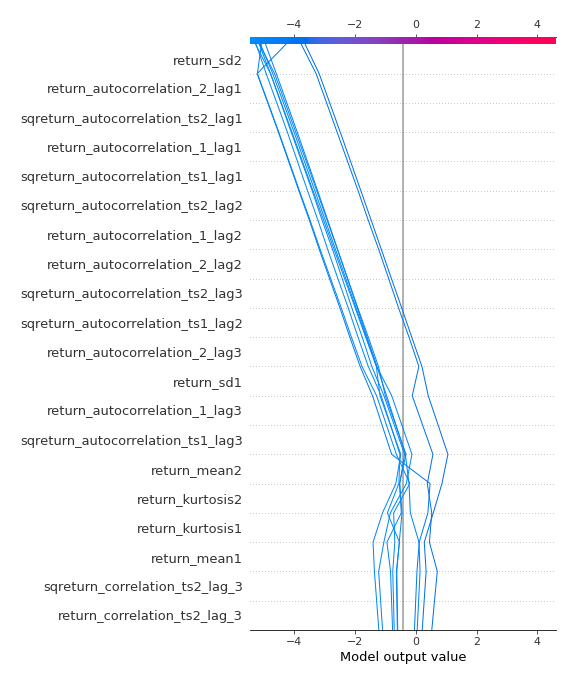 −4 −2 0 2 4
return_sd2
return_autocorrelation_2_lag1
sqreturn_autocorrelation_ts2_lag1
return_autocorrelation_1_lag1
sqreturn_autocorrelation_ts1_lag1
sqreturn_autocorrelation_ts2_lag2
return_autocorrelation_1_lag2
return_autocorrelation_2_lag2
sqreturn_autocorrelation_ts2_lag3
sqreturn_autocorrelation_ts1_lag2
return_autocorrelation_2_lag3
return_sd1
return_autocorrelation_1_lag3
sqreturn_autocorrelation_ts1_lag3
return_mean2
return_kurtosis2
return_kurtosis1
return_mean1
sqreturn_correlation_ts2_lag_3
return_correlation_ts2_lag_3
−4 −2 0 2 4
Model output value